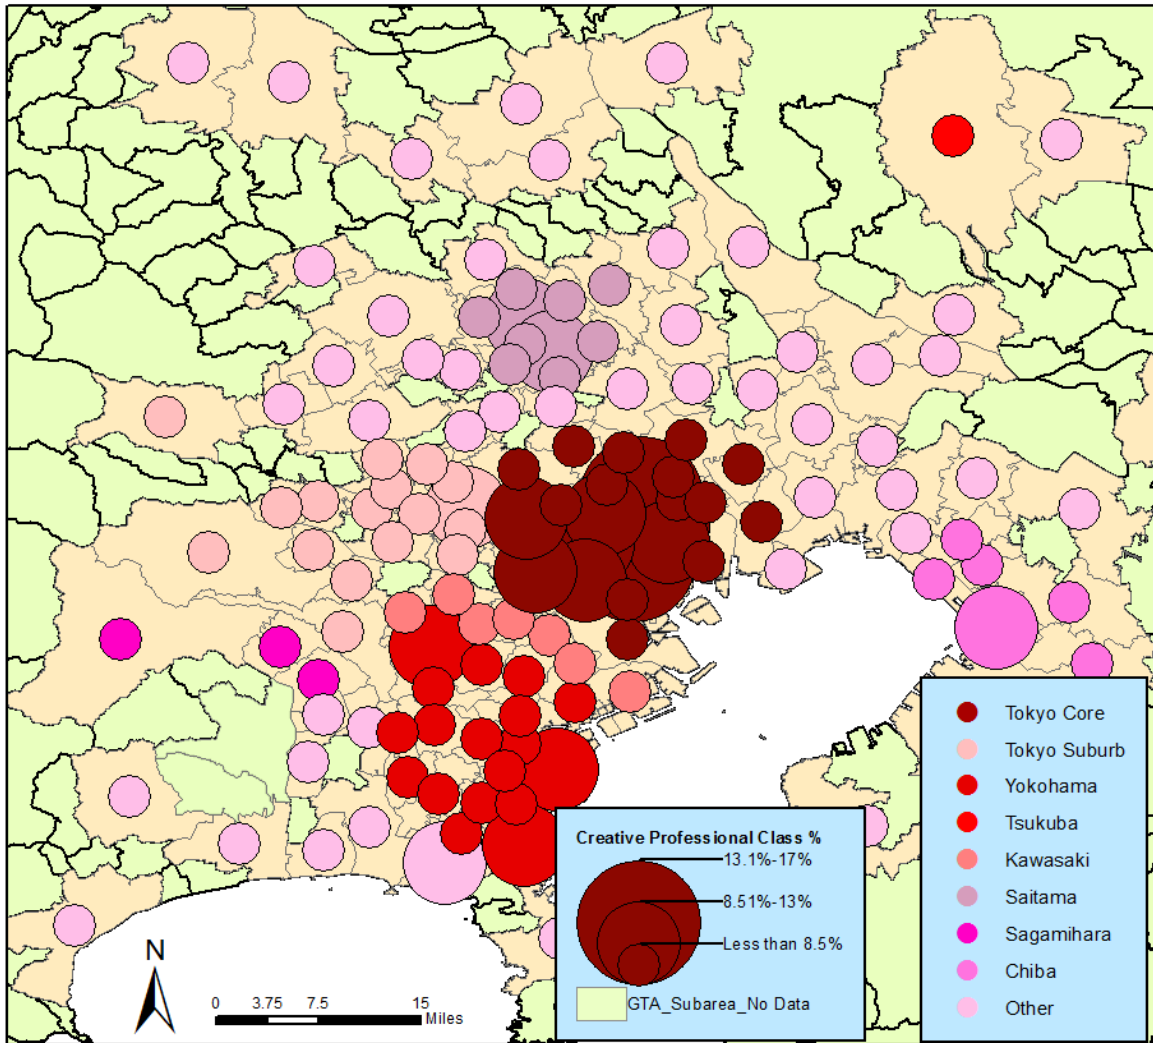 Tokyo Core
Tokyo Suburb
Yokohama
Tsukuba
Kawasaki
Saitama
Sagamihara
Chiba
Other
Creative Professional Class %
13.1%-17%
8.51%-13%
Less than 8.5%
GTA_Subarea_No Data
N
0 3.75 7.5 15
Miles